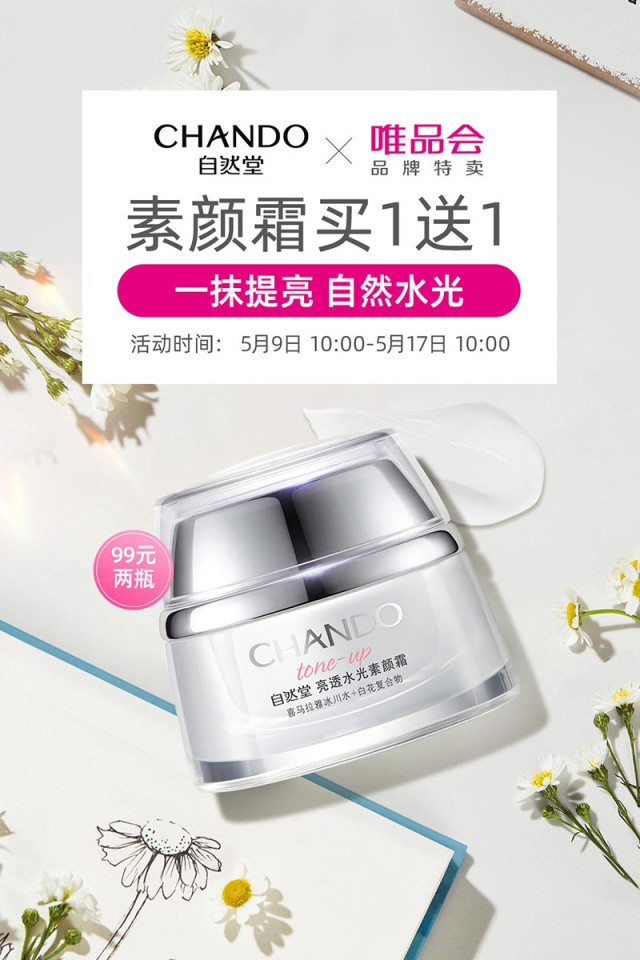 CHANDO
自然堂
×
唯品会
品牌特卖
素颜霜买1送1
一抹提亮 自然水光
活动时间： 5月9日 10:00-5月17日 10:00
99元
两瓶
CHANDO
tone-up
自然堂 亮透水光素颜霜
喜马拉雅冰川水+白花复合物